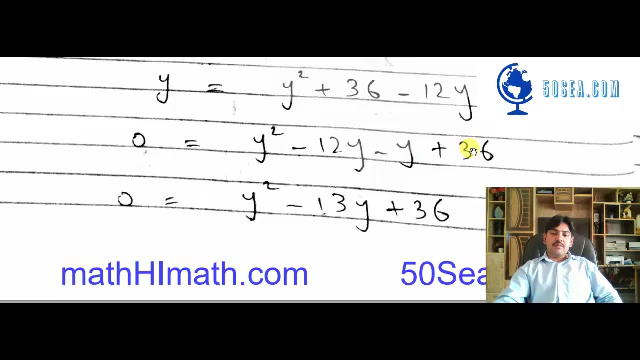 y = y² + 36 - 12y
50SEA.COM
0 = y² - 12y - y + 36
0 = y² - 13y + 36
mathHImath.com
50Sea